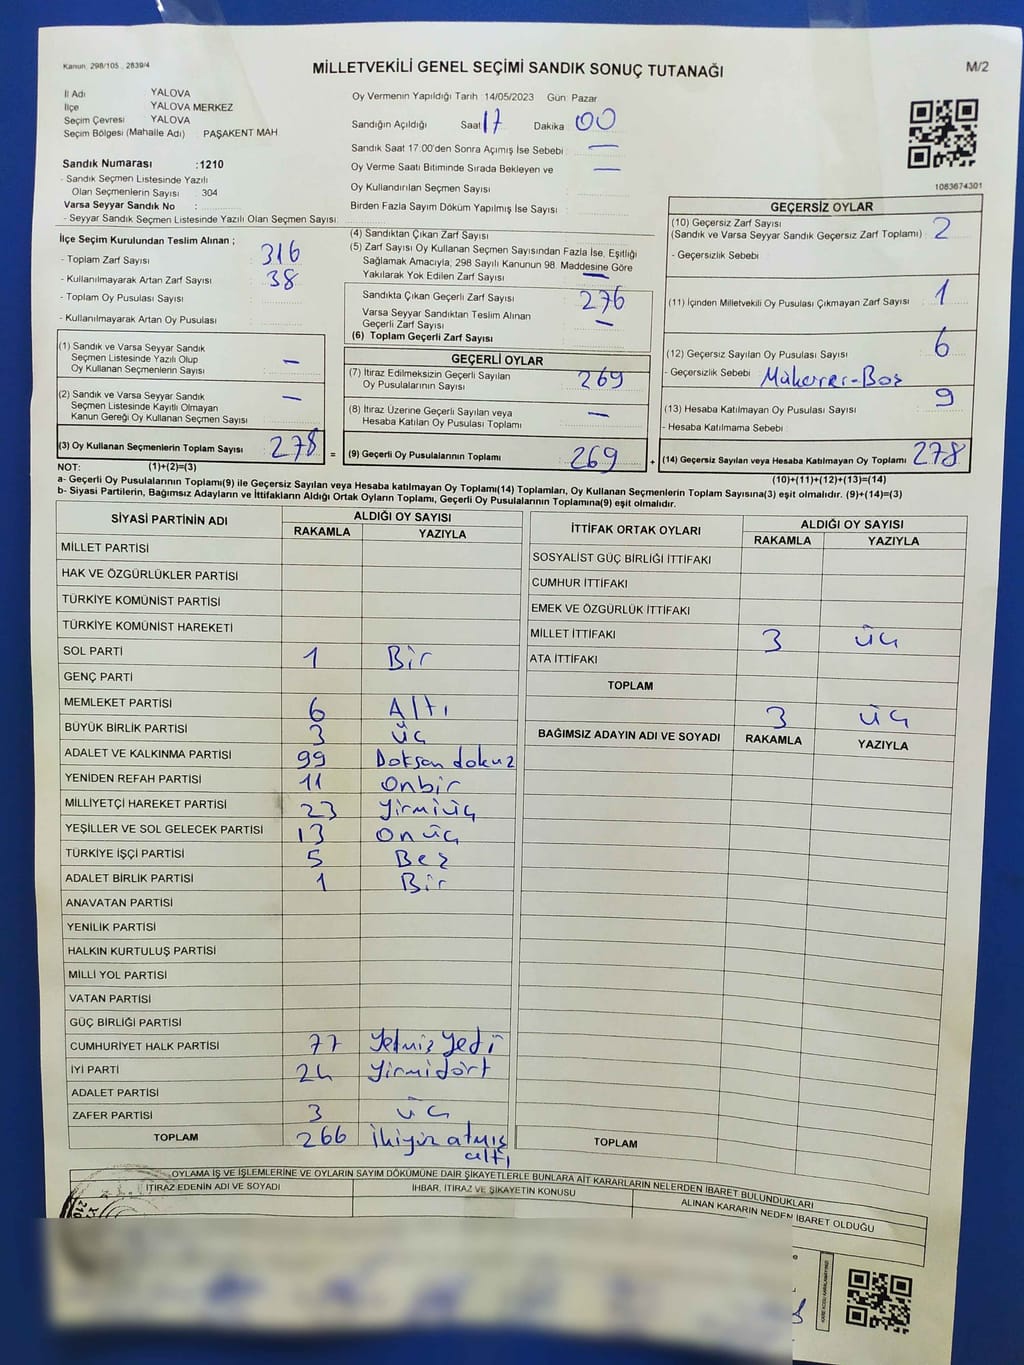 Kanun, 298/105 , 2839/4
MİLLETVEKİLİ GENEL SEÇİMİ SANDIK SONUÇ TUTANAĞI
M/2
İl Adı YALOVA
İlçe YALOVA MERKEZ
Seçim Çevresi YALOVA
Seçim Bölgesi (Mahalle Adı) PAŞAKENT MAH
Sandık Numarası :1210
- Sandık Seçmen Listesinde Yazılı
Olan Seçmenlerin Sayısı : 304
Varsa Seyyar Sandık No :
- Seyyar Sandık Seçmen Listesinde Yazılı Olan Seçmen Sayısı:
Oy Vermenin Yapıldığı Tarih 14/05/2023 Gün: Pazar
Sandığın Açıldığı Saat 17 Dakika 00
Sandık Saat 17:00'den Sonra Açımış İse Sebebi : —
Oy Verme Saati Bitiminde Sırada Bekleyen ve —
Oy Kullandırılan Seçmen Sayısı
Birden Fazla Sayım Döküm Yapılmış İse Sayısı :
1083674301
İlçe Seçim Kurulundan Teslim Alınan ;
- Toplam Zarf Sayısı : 316
- Kullanılmayarak Artan Zarf Sayısı : 38
- Toplam Oy Pusulası Sayısı :
- Kullanılmayarak Artan Oy Pusulası :
(4) Sandıktan Çıkan Zarf Sayısı
(5) Zarf Sayısı Oy Kullanan Seçmen Sayısından Fazla İse, Eşitliği
Sağlamak Amacıyla, 298 Sayılı Kanunun 98. Maddesine Göre
Yakılarak Yok Edilen Zarf Sayısı : —
Sandıkta Çıkan Geçerli Zarf Sayısı : 276
Varsa Seyyar Sandıktan Teslim Alınan
Geçerli Zarf Sayısı : —
(6) Toplam Geçerli Zarf Sayısı :
GEÇERSİZ OYLAR
(10) Geçersiz Zarf Sayısı
(Sandık ve Varsa Seyyar Sandık Geçersiz Zarf Toplamı) : 2
- Geçersizlik Sebebi
(11) İçinden Milletvekili Oy Pusulası Çıkmayan Zarf Sayısı : 1
(12) Geçersiz Sayılan Oy Pusulası Sayısı : 6
- Geçersizlik Sebebi : Mükerrer-Boş
(13) Hesaba Katılmayan Oy Pusulası Sayısı : 9
- Hesaba Katılmama Sebebi :
(14) Geçersiz Sayılan veya Hesaba Katılmayan Oy Toplamı 278
(10)+(11)+(12)+(13)=(14)
(1) Sandık ve Varsa Seyyar Sandık
Seçmen Listesinde Yazılı Olup
Oy Kullanan Seçmenlerin Sayısı : —
(2) Sandık ve Varsa Seyyar Sandık
Seçmen Listesinde Kayıtlı Olmayan
Kanun Gereği Oy Kullanan Seçmen Sayısı : —
(3) Oy Kullanan Seçmenlerin Toplam Sayısı : 278 =
GEÇERLİ OYLAR
(7) İtiraz Edilmeksizin Geçerli Sayılan
Oy Pusulalarının Sayısı : 269
(8) İtiraz Üzerine Geçerli Sayılan veya
Hesaba Katılan Oy Pusulası Toplamı : —
(9) Geçerli Oy Pusulalarının Toplamı : 269 +
NOT: (1)+(2)=(3)
a- Geçerli Oy Pusulalarının Toplamı(9) ile Geçersiz Sayılan veya Hesaba katılmayan Oy Toplamı(14) Toplamları, Oy Kullanan Seçmenlerin Toplam Sayısına(3) eşit olmalıdır. (9)+(14)=(3)
b- Siyasi Partilerin, Bağımsız Adayların ve İttifakların Aldığı Ortak Oyların Toplamı, Geçerli Oy Pusulalarının Toplamına(9) eşit olmalıdır.
SİYASİ PARTİNİN ADI ALDIĞI OY SAYISI
RAKAMLA YAZIYLA
MİLLET PARTİSİ
HAK VE ÖZGÜRLÜKLER PARTİSİ
TÜRKİYE KOMÜNİST PARTİSİ
TÜRKİYE KOMÜNİST HAREKETİ
SOL PARTİ 1 Bir
GENÇ PARTİ
MEMLEKET PARTİSİ 6 Altı
BÜYÜK BİRLİK PARTİSİ 3 üç
ADALET VE KALKINMA PARTİSİ 99 Doksan dokuz
YENİDEN REFAH PARTİSİ 11 onbir
MİLLİYETÇİ HAREKET PARTİSİ 23 yirmiüç
YEŞİLLER VE SOL GELECEK PARTİSİ 13 onüç
TÜRKİYE İŞÇİ PARTİSİ 5 Beş
ADALET BİRLİK PARTİSİ 1 Bir
ANAVATAN PARTİSİ
YENİLİK PARTİSİ
HALKIN KURTULUŞ PARTİSİ
MİLLİ YOL PARTİSİ
VATAN PARTİSİ
GÜÇ BİRLİĞİ PARTİSİ
CUMHURİYET HALK PARTİSİ 77 Yetmiş Yedi
İYİ PARTİ 24 yirmidört
ADALET PARTİSİ
ZAFER PARTİSİ 3 üç
TOPLAM 266 ikiyüz atmış
altı
İTTİFAK ORTAK OYLARI ALDIĞI OY SAYISI
RAKAMLA YAZIYLA
SOSYALİST GÜÇ BİRLİĞİ İTTİFAKI
CUMHUR İTTİFAKI
EMEK VE ÖZGÜRLÜK İTTİFAKI
MİLLET İTTİFAKI 3 üç
ATA İTTİFAKI
TOPLAM 3 üç
BAĞIMSIZ ADAYIN ADI VE SOYADI RAKAMLA YAZIYLA
TOPLAM
OYLAMA İŞ VE İŞLEMLERİNE VE OYLARIN SAYIM DÖKÜMÜNE DAİR ŞİKAYETLERLE BUNLARA AİT KARARLARIN NELERDEN İBARET BULUNDUKLARI
İTİRAZ EDENİN ADI VE SOYADI İHBAR, İTİRAZ VE ŞİKAYETİN KONUSU ALINAN KARARIN NEDEN İBARET OLDUĞU